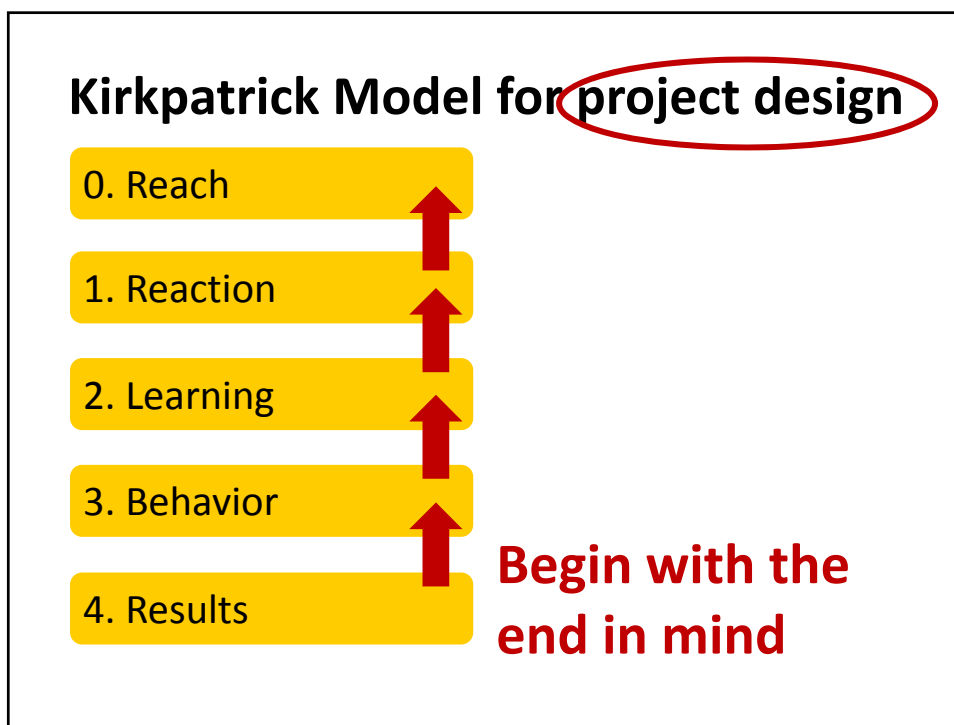 Kirkpatrick Model for project design
0. Reach
1. Reaction
2. Learning
3. Behavior
4. Results
Begin with the
end in mind